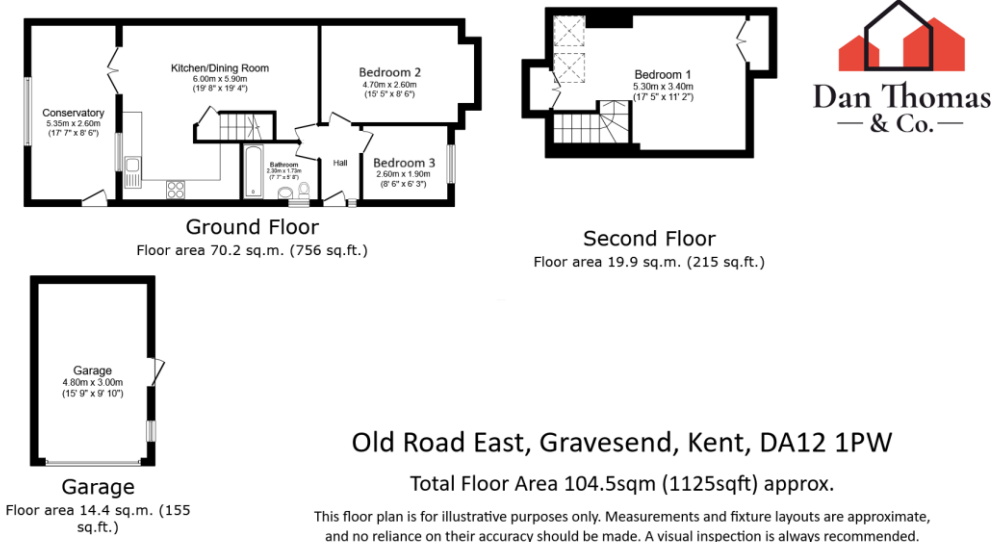 Conservatory
5.35m x 2.60m
(17' 7" x 8' 6")
Kitchen/Dining Room
6.00m x 5.90m
(19' 8" x 19' 4")
Bedroom 2
4.70m x 2.60m
(15' 5" x 8' 6")
Bathroom
2.30m x 1.73m
(7' 7" x 5' 8")
Hall
Bedroom 3
2.60m x 1.90m
(8' 6" x 6' 3")
Ground Floor
Floor area 70.2 sq.m. (756 sq.ft.)
Bedroom 1
5.30m x 3.40m
(17' 5" x 11' 2")
Second Floor
Floor area 19.9 sq.m. (215 sq.ft.)
Dan Thomas
& Co.
Garage
4.80m x 3.00m
(15' 9" x 9' 10")
Garage
Floor area 14.4 sq.m. (155
sq.ft.)
Old Road East, Gravesend, Kent, DA12 1PW
Total Floor Area 104.5sqm (1125sqft) approx.
This floor plan is for illustrative purposes only. Measurements and fixture layouts are approximate,
and no reliance on their accuracy should be made. A visual inspection is always recommended.